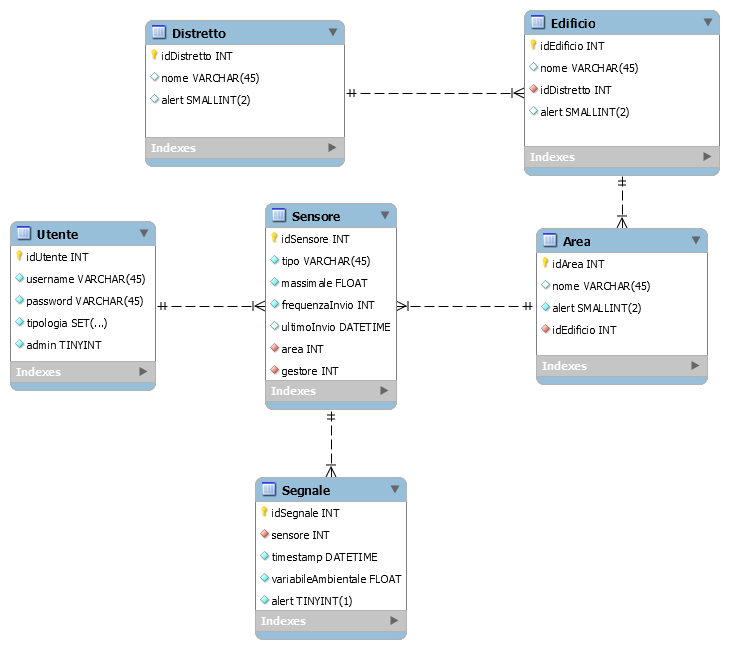 Distretto
idDistretto INT
nome VARCHAR(45)
alert SMALLINT(2)
Indexes
Edificio
idEdificio INT
nome VARCHAR(45)
idDistretto INT
alert SMALLINT(2)
Indexes
Utente
idUtente INT
username VARCHAR(45)
password VARCHAR(45)
tipologia SET(...)
admin TINYINT
Indexes
Sensore
idSensore INT
tipo VARCHAR(45)
massimale FLOAT
frequenzaInvio INT
ultimoInvio DATETIME
area INT
gestore INT
Indexes
Area
idArea INT
nome VARCHAR(45)
alert SMALLINT(2)
idEdificio INT
Indexes
Segnale
idSegnale INT
sensore INT
timestamp DATETIME
variabileAmbientale FLOAT
alert TINYINT(1)
Indexes